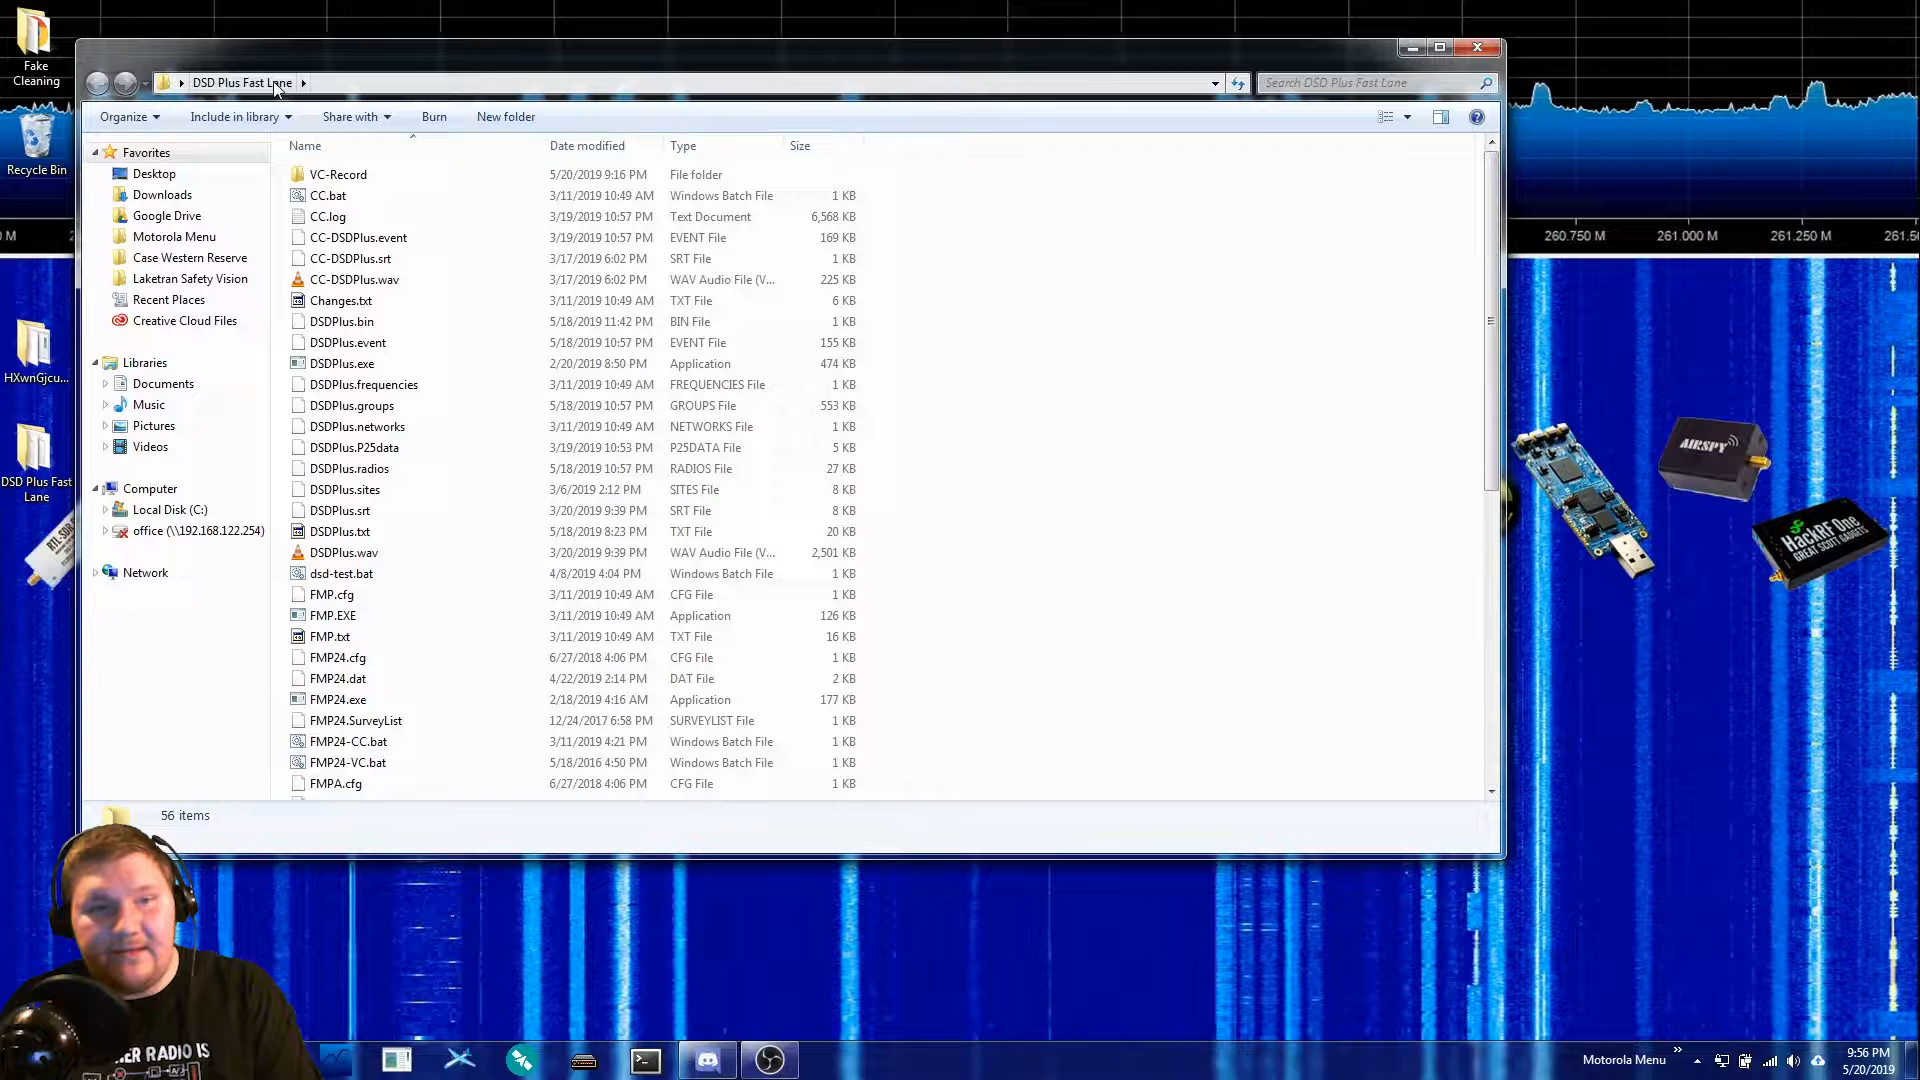 Fake
Cleaning
Recycle Bin
HXwnGjcu...
DSD Plus Fast
Lane
DSD Plus Fast Lane
Search DSD Plus Fast Lane
Organize
Include in library
Share with
Burn
New folder
Favorites
Desktop
Downloads
Google Drive
Motorola Menu
Case Western Reserve
Laketran Safety Vision
Recent Places
Creative Cloud Files
Libraries
Documents
Music
Pictures
Videos
Computer
Local Disk (C:)
office (\\192.168.122.254)
Network
Name Date modified Type Size
VC-Record 5/20/2019 9:16 PM File folder
CC.bat 3/11/2019 10:49 AM Windows Batch File 1 KB
CC.log 3/19/2019 10:57 PM Text Document 6,568 KB
CC-DSDPlus.event 3/19/2019 10:57 PM EVENT File 169 KB
CC-DSDPlus.srt 3/17/2019 6:02 PM SRT File 1 KB
CC-DSDPlus.wav 3/17/2019 6:02 PM WAV Audio File (V... 225 KB
Changes.txt 3/11/2019 10:49 AM TXT File 6 KB
DSDPlus.bin 5/18/2019 11:42 PM BIN File 1 KB
DSDPlus.event 5/18/2019 10:57 PM EVENT File 155 KB
DSDPlus.exe 2/20/2019 8:50 PM Application 474 KB
DSDPlus.frequencies 3/11/2019 10:49 AM FREQUENCIES File 1 KB
DSDPlus.groups 5/18/2019 10:57 PM GROUPS File 553 KB
DSDPlus.networks 3/11/2019 10:49 AM NETWORKS File 1 KB
DSDPlus.P25data 3/19/2019 10:53 PM P25DATA File 5 KB
DSDPlus.radios 5/18/2019 10:57 PM RADIOS File 27 KB
DSDPlus.sites 3/6/2019 2:12 PM SITES File 8 KB
DSDPlus.srt 3/20/2019 9:39 PM SRT File 8 KB
DSDPlus.txt 5/18/2019 8:23 PM TXT File 20 KB
DSDPlus.wav 3/20/2019 9:39 PM WAV Audio File (V... 2,501 KB
dsd-test.bat 4/8/2019 4:04 PM Windows Batch File 1 KB
FMP.cfg 3/11/2019 10:49 AM CFG File 1 KB
FMP.EXE 3/11/2019 10:49 AM Application 126 KB
FMP.txt 3/11/2019 10:49 AM TXT File 16 KB
FMP24.cfg 6/27/2018 4:06 PM CFG File 1 KB
FMP24.dat 4/22/2019 2:14 PM DAT File 2 KB
FMP24.exe 2/18/2019 4:16 AM Application 177 KB
FMP24.SurveyList 12/24/2017 6:58 PM SURVEYLIST File 1 KB
FMP24-CC.bat 3/11/2019 4:21 PM Windows Batch File 1 KB
FMP24-VC.bat 5/18/2016 4:50 PM Windows Batch File 1 KB
FMPA.cfg 6/27/2018 4:06 PM CFG File 1 KB
56 items
0 M
260.750 M 261.000 M 261.250 M 261.5
RTL-SDR.C
AIRSPY
HackRF One
GREAT SCOTT GADGETS
HER RADIO IS
Motorola Menu
9:56 PM
5/20/2019